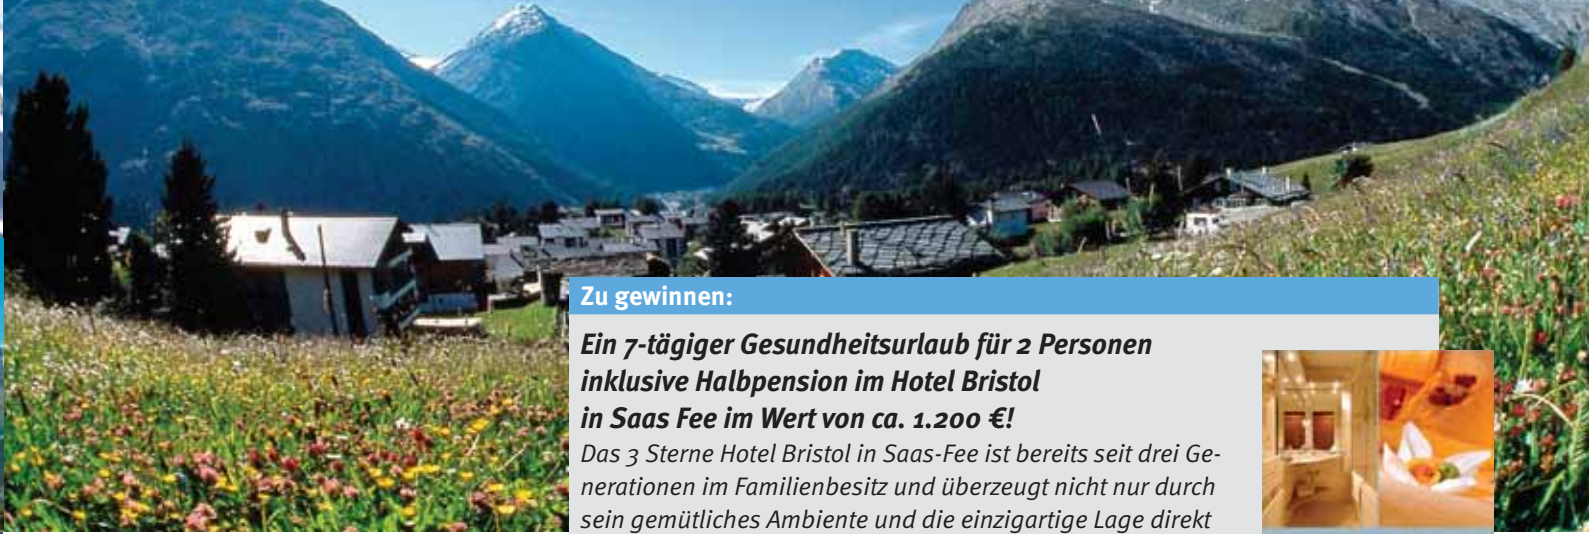 Zu gewinnen:
Ein 7-tägiger Gesundheitsurlaub für 2 Personen
inklusive Halbpension im Hotel Bristol
in Saas Fee im Wert von ca. 1.200 €!
Das 3 Sterne Hotel Bristol in Saas-Fee ist bereits seit drei Ge-
nerationen im Familienbesitz und überzeugt nicht nur durch
sein gemütliches Ambiente und die einzigartige Lage direkt